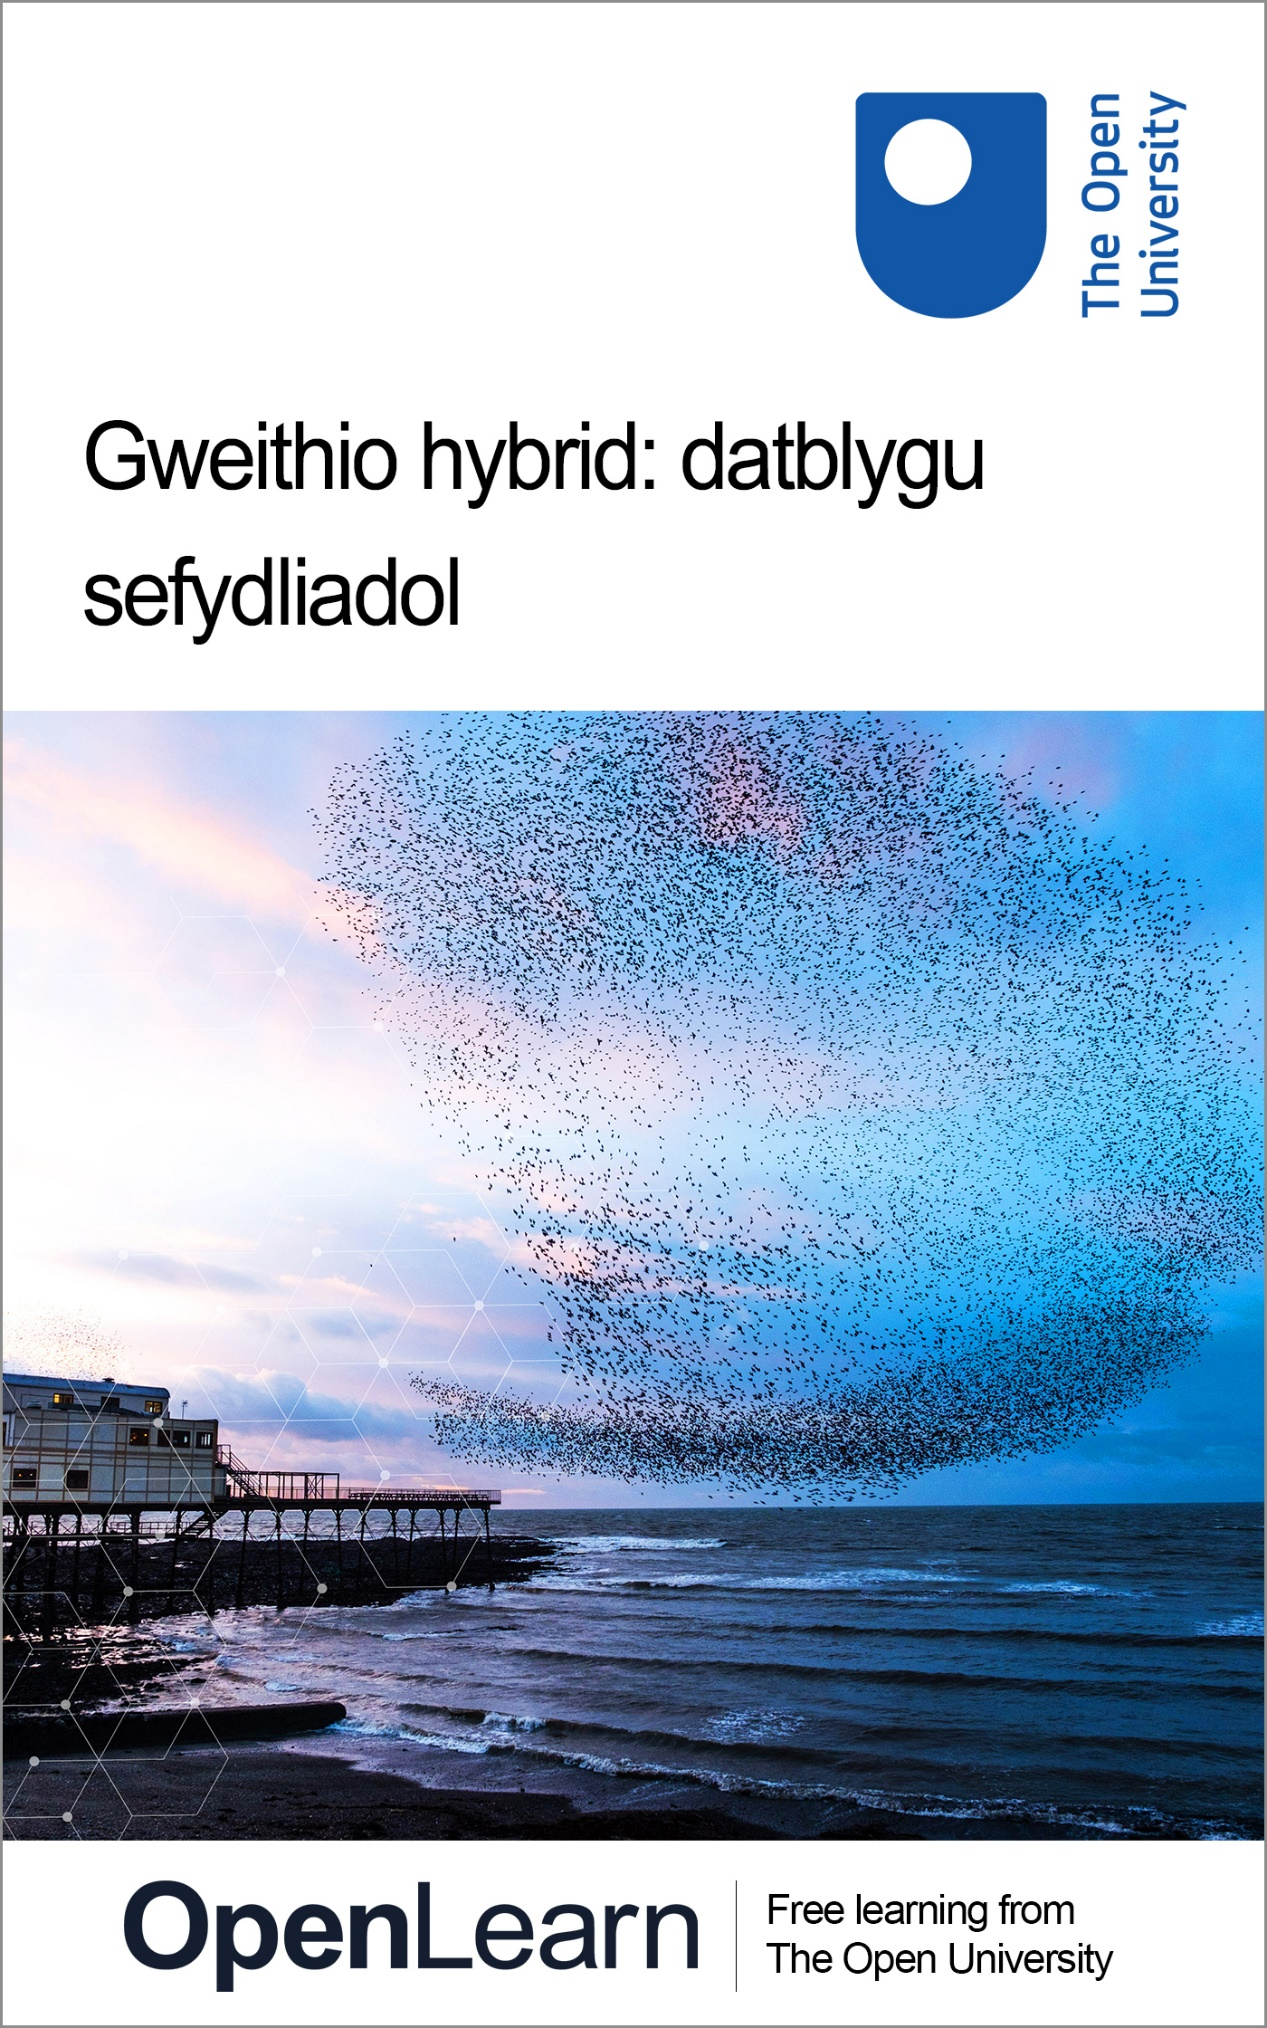 The Open
University
Gweithio hybrid: datblygu
sefydliadol
OpenLearn
Free learning from
The Open University